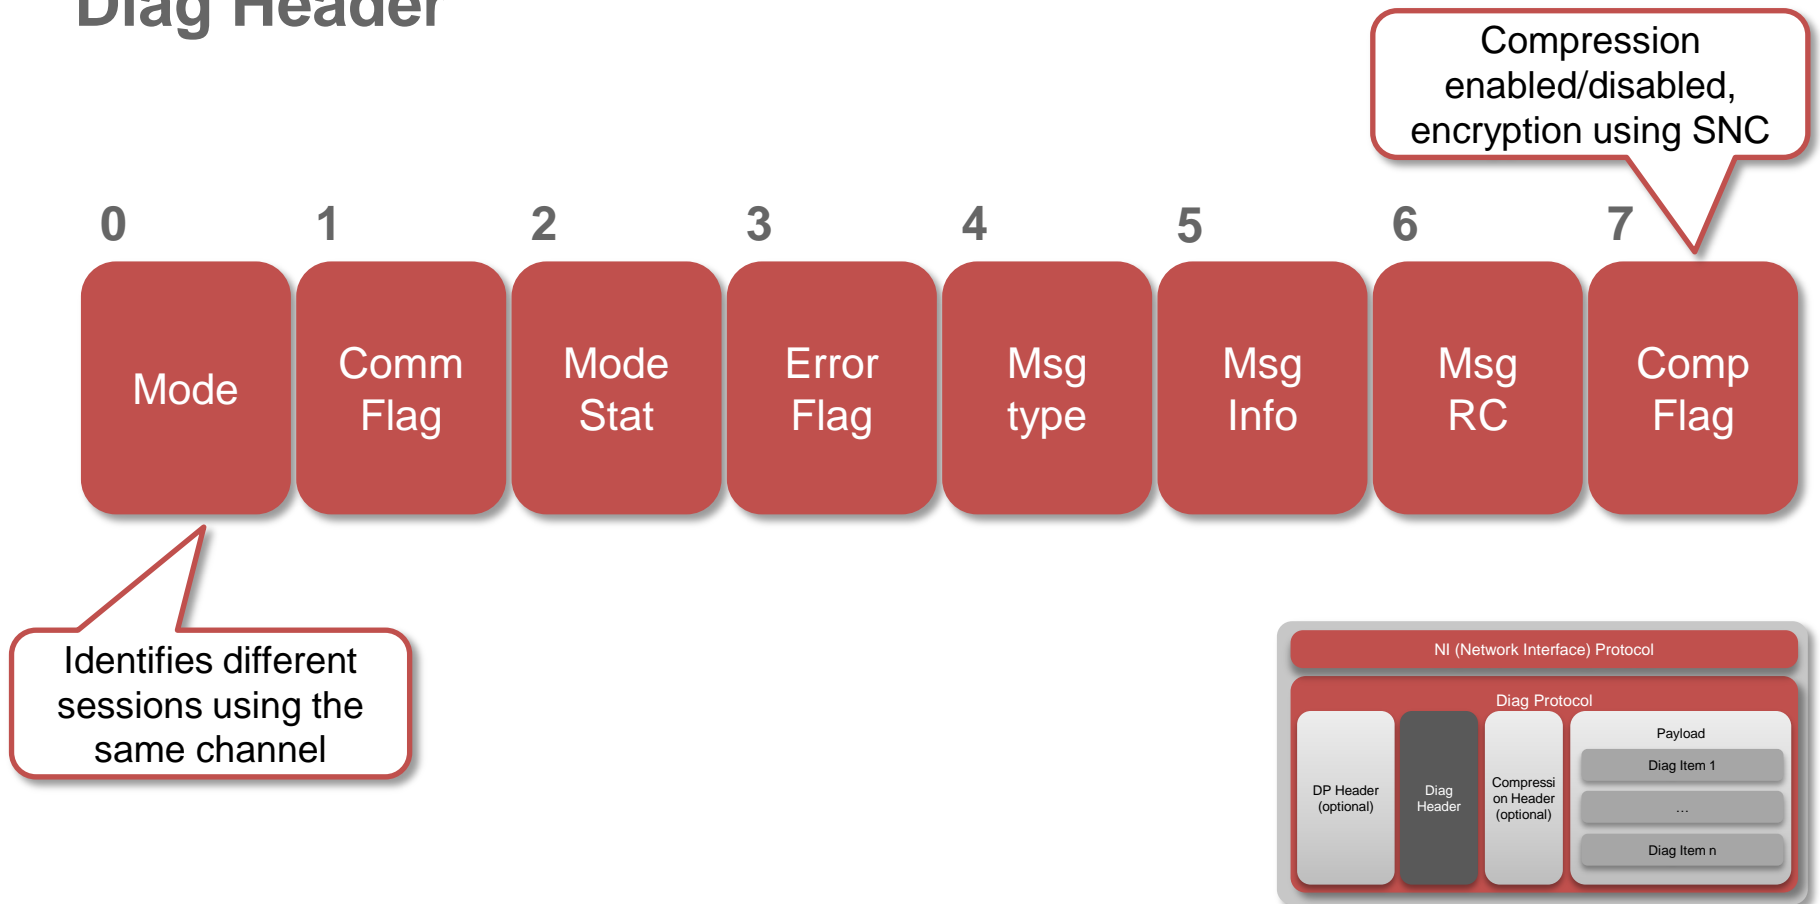 Diag Header
Compression
enabled/disabled,
encryption using SNC
0 1 2 3 4 5 6 7
Mode
Comm
Flag
Mode
Stat
Error
Flag
Msg
type
Msg
Info
Msg
RC
Comp
Flag
Identifies different
sessions using the
same channel
NI (Network Interface) Protocol
Diag Protocol
DP Header
(optional)
Diag
Header
Compressi
on Header
(optional)
Payload
Diag Item 1
...
Diag Item n